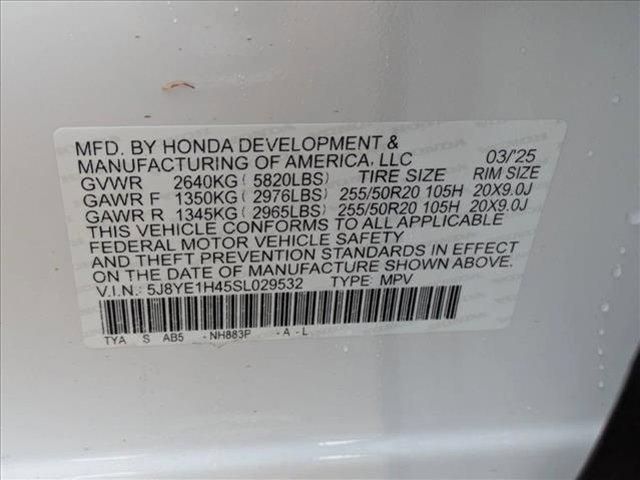 MFD. BY HONDA DEVELOPMENT &
MANUFACTURING OF AMERICA, LLC 03/'25
GVWR 2640KG (5820LBS) TIRE SIZE RIM SIZE
GAWR F 1350KG (2976LBS) 255/50R20 105H 20X9.0J
GAWR R 1345KG (2965LBS) 255/50R20 105H 20X9.0J
THIS VEHICLE CONFORMS TO ALL APPLICABLE
FEDERAL MOTOR VEHICLE SAFETY
AND THEFT PREVENTION STANDARDS IN EFFECT
ON THE DATE OF MANUFACTURE SHOWN ABOVE.
V.I.N.: 5J8YE1H45SL029532 TYPE: MPV
TYA S AB5 -NH883P -A-L